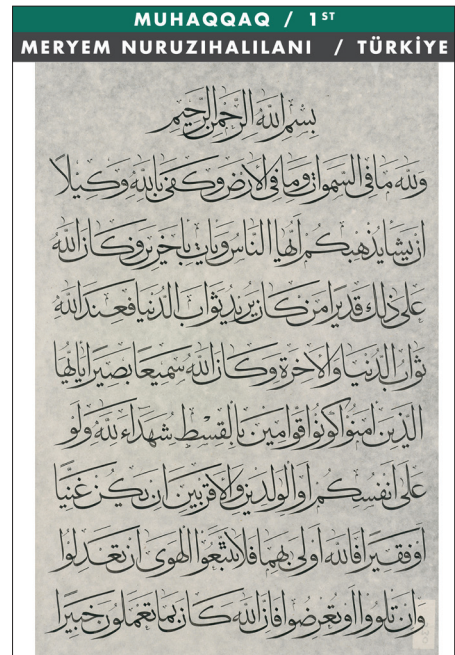 MUHAQQAQ / 1ST
MERYEM NURUZIHALILANI / TÜRKİYE
بسم الله الرحمن الرحيم
ولله ما في السموات وما في الارض وكفى بالله وكيلا
ان يشا يذهبكم ايها الناس ويات باخرين وكان الله
على ذلك قديرا من كان يريد ثواب الدنيا فعند الله
ثواب الدنيا والاخرة وكان الله سميعا بصيرا يا ايها
الذين امنوا كونوا قوامين بالقسط شهداء لله ولو
على انفسكم او الوالدين والاقربين ان يكن غنيا
او فقيرا فالله اولى بهما فلا تتبعوا الهوى ان تعدلوا
وان تلووا او تعرضوا فان الله كان بما تعملون خبيرا